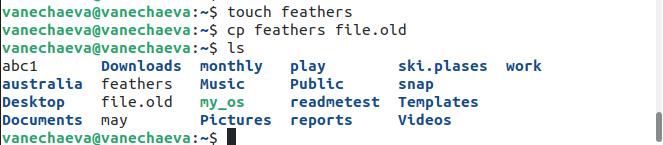 vanechaeva@vanechaeva:~$ touch feathers
vanechaeva@vanechaeva:~$ cp feathers file.old
vanechaeva@vanechaeva:~$ ls
abc1 Downloads monthly play ski.plases work
australia feathers Music Public snap
Desktop file.old my_os readmetest Templates
Documents may Pictures reports Videos
vanechaeva@vanechaeva:~$